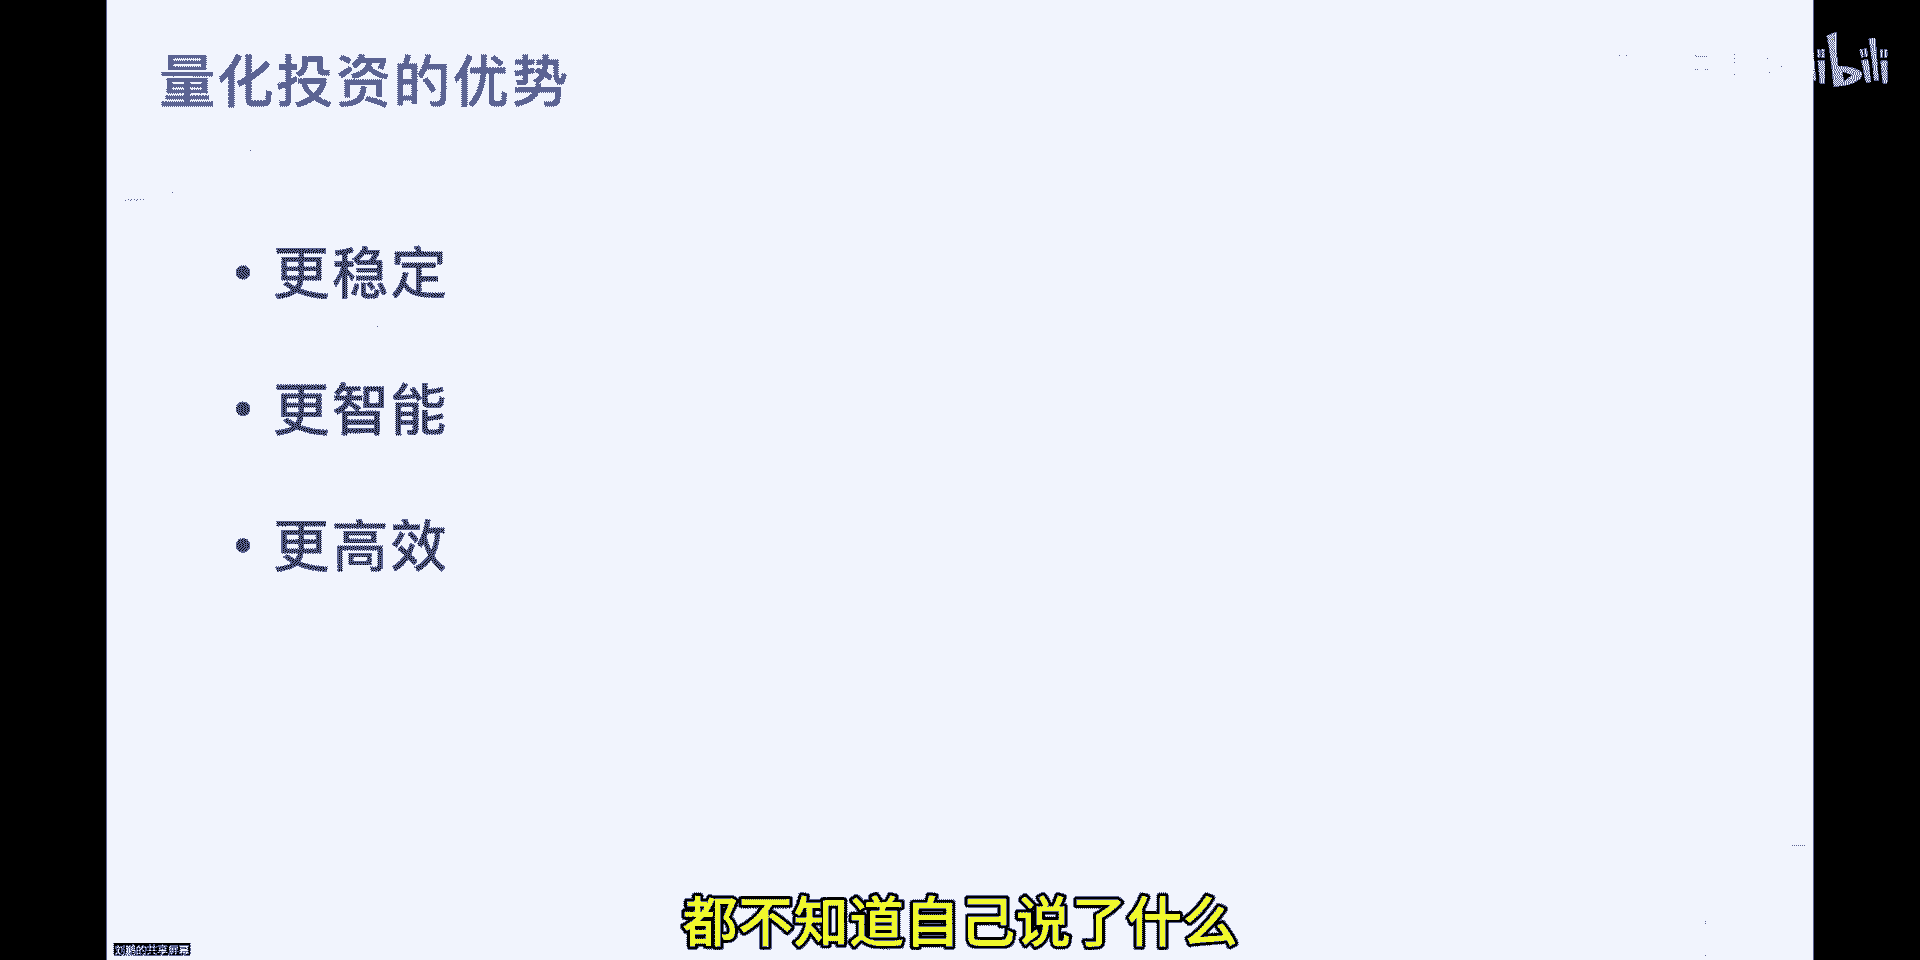 量化投资的优势
ibili
• 更稳定
• 更智能
• 更高效
都不知道自己说了什么
刘鹏的共享屏幕